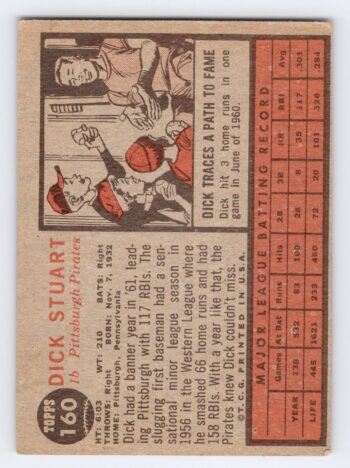 TOPPS
160
DICK STUART
1b Pittsburgh Pirates
HT: 6:03 WT: 210 BATS: Right
THROWS: Right BORN: Nov. 7, 1932
HOME: Pittsburgh, Pennsylvania
Dick had a banner year in '61, lead-
ing Pittsburgh with 117 RBIs. The
slugging first baseman had a sen-
sational minor league season in
1956 in the Western League where
he smashed 66 home runs and had
158 RBIs. With a year like that, the
Pirates knew Dick couldn't miss.
© T.C.G. PRINTED IN U.S.A.
DICK TRACES A PATH TO FAME
Dick hit 3 home runs in one
game in June of 1960.
MAJOR LEAGUE BATTING RECORD
Games At Bat Runs Hits 2B 3B HR RBI Avg
YEAR 138 532 83 160 28 8 35 117 .301
LIFE 445 1621 460 20 101 326 .284